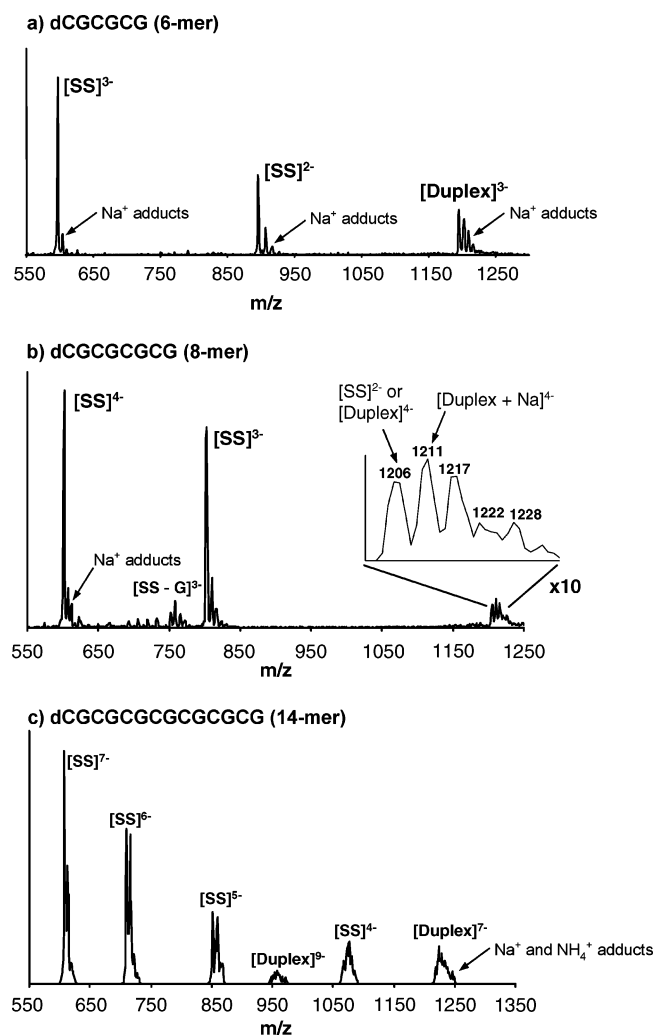 a) dCGCGCG (6-mer)
[SS]3-
Na+ adducts
[SS]2-
Na+ adducts
[Duplex]3-
Na+ adducts
550 650 750 850 950 1050 1150 1250
m/z
b) dCGCGCGCG (8-mer)
[SS]4-
Na+ adducts
[SS - G]3-
[SS]3-
[SS]2- or
[Duplex]4-
[Duplex + Na]4-
1206 1211 1217 1222 1228
x10
550 650 750 850 1050 1150 1250
m/z
c) dCGCGCGCGCGCGCG (14-mer)
[SS]7-
[SS]6-
[SS]5-
[Duplex]9-
[SS]4-
[Duplex]7-
Na+ and NH4+ adducts
550 650 750 850 950 1050 1150 1250 1350
m/z